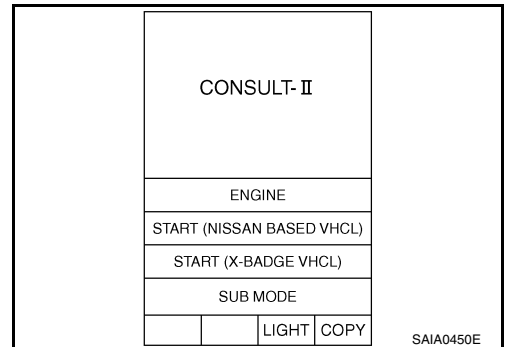 CONSULT-Ⅱ
ENGINE
START (NISSAN BASED VHCL)
START (X-BADGE VHCL)
SUB MODE
LIGHT COPY
SAIA0450E